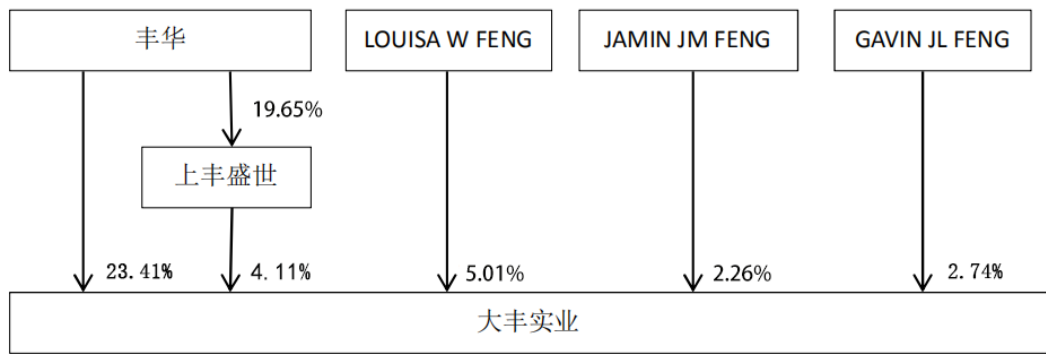 丰华
LOUISA W FENG
JAMIN JM FENG
GAVIN JL FENG
19.65%
上丰盛世
23.41%
4.11%
5.01%
2.26%
2.74%
大丰实业